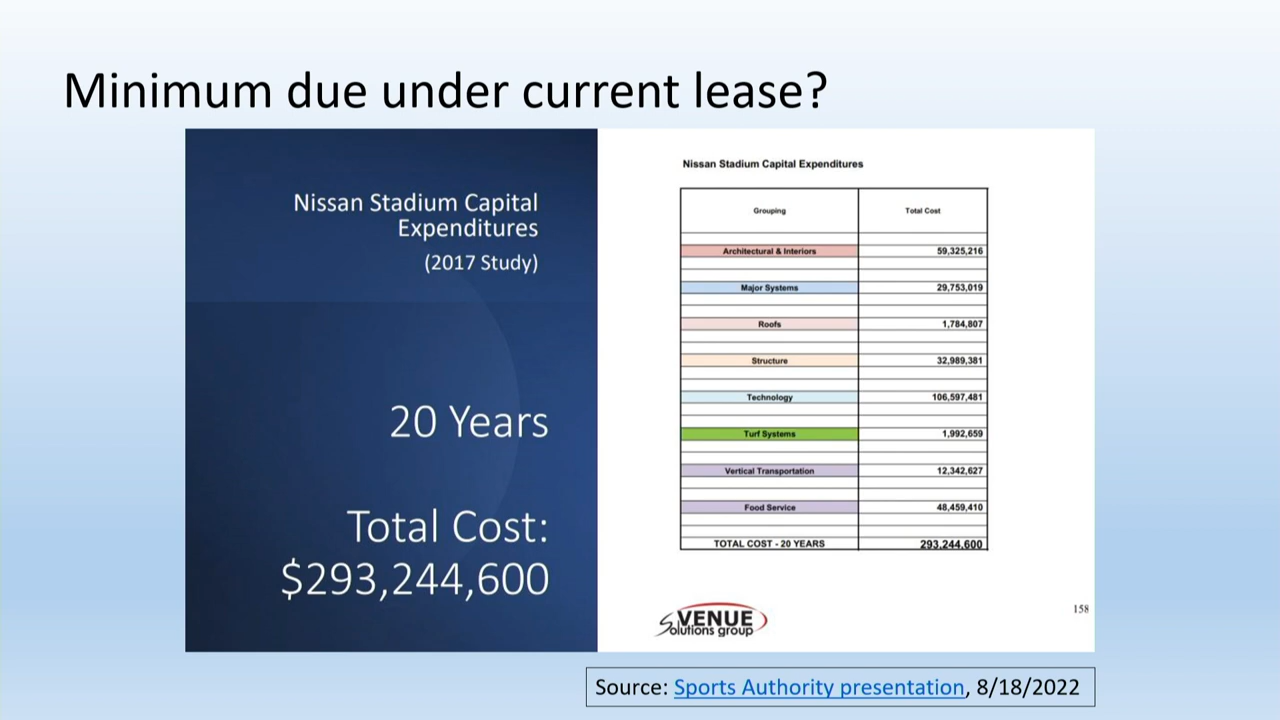 Minimum due under current lease?
Nissan Stadium Capital
Expenditures
(2017 Study)
20 Years
Total Cost:
$293,244,600
Nissan Stadium Capital Expenditures
Grouping Total Cost
Architectural & Interiors 59,325,216
Major Systems 29,753,019
Roofs 1,784,807
Structure 32,989,381
Technology 106,597,481
Turf Systems 1,992,659
Vertical Transportation 12,342,627
Food Service 48,459,410
TOTAL COST - 20 YEARS 293,244,600
VENUE
Solutions group
158
Source: Sports Authority presentation, 8/18/2022